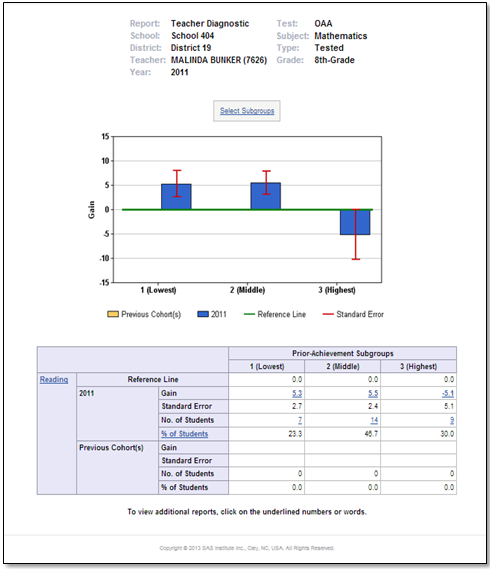 Report: Teacher Diagnostic Test: OAA
School: School 404 Subject: Mathematics
District: District 19 Type: Tested
Teacher: MALINDA BUNKER (7626) Grade: 8th-Grade
Year: 2011
Select Subgroups
15
10
5
0
-5
-10
-15
Gain
1 (Lowest) 2 (Middle) 3 (Highest)
Previous Cohort(s) 2011 Reference Line Standard Error
Prior-Achievement Subgroups
1 (Lowest) 2 (Middle) 3 (Highest)
Reading Reference Line 0.0 0.0 0.0
2011 Gain 5.3 5.5 -5.1
Standard Error 2.7 2.4 5.1
No. of Students 7 14 9
% of Students 23.3 46.7 30.0
Previous Cohort(s) Gain
Standard Error
No. of Students 0 0 0
% of Students 0.0 0.0 0.0
To view additional reports, click on the underlined numbers or words.
Copyright © 2013 SAS Institute Inc., Cary, NC, USA. All Rights Reserved.